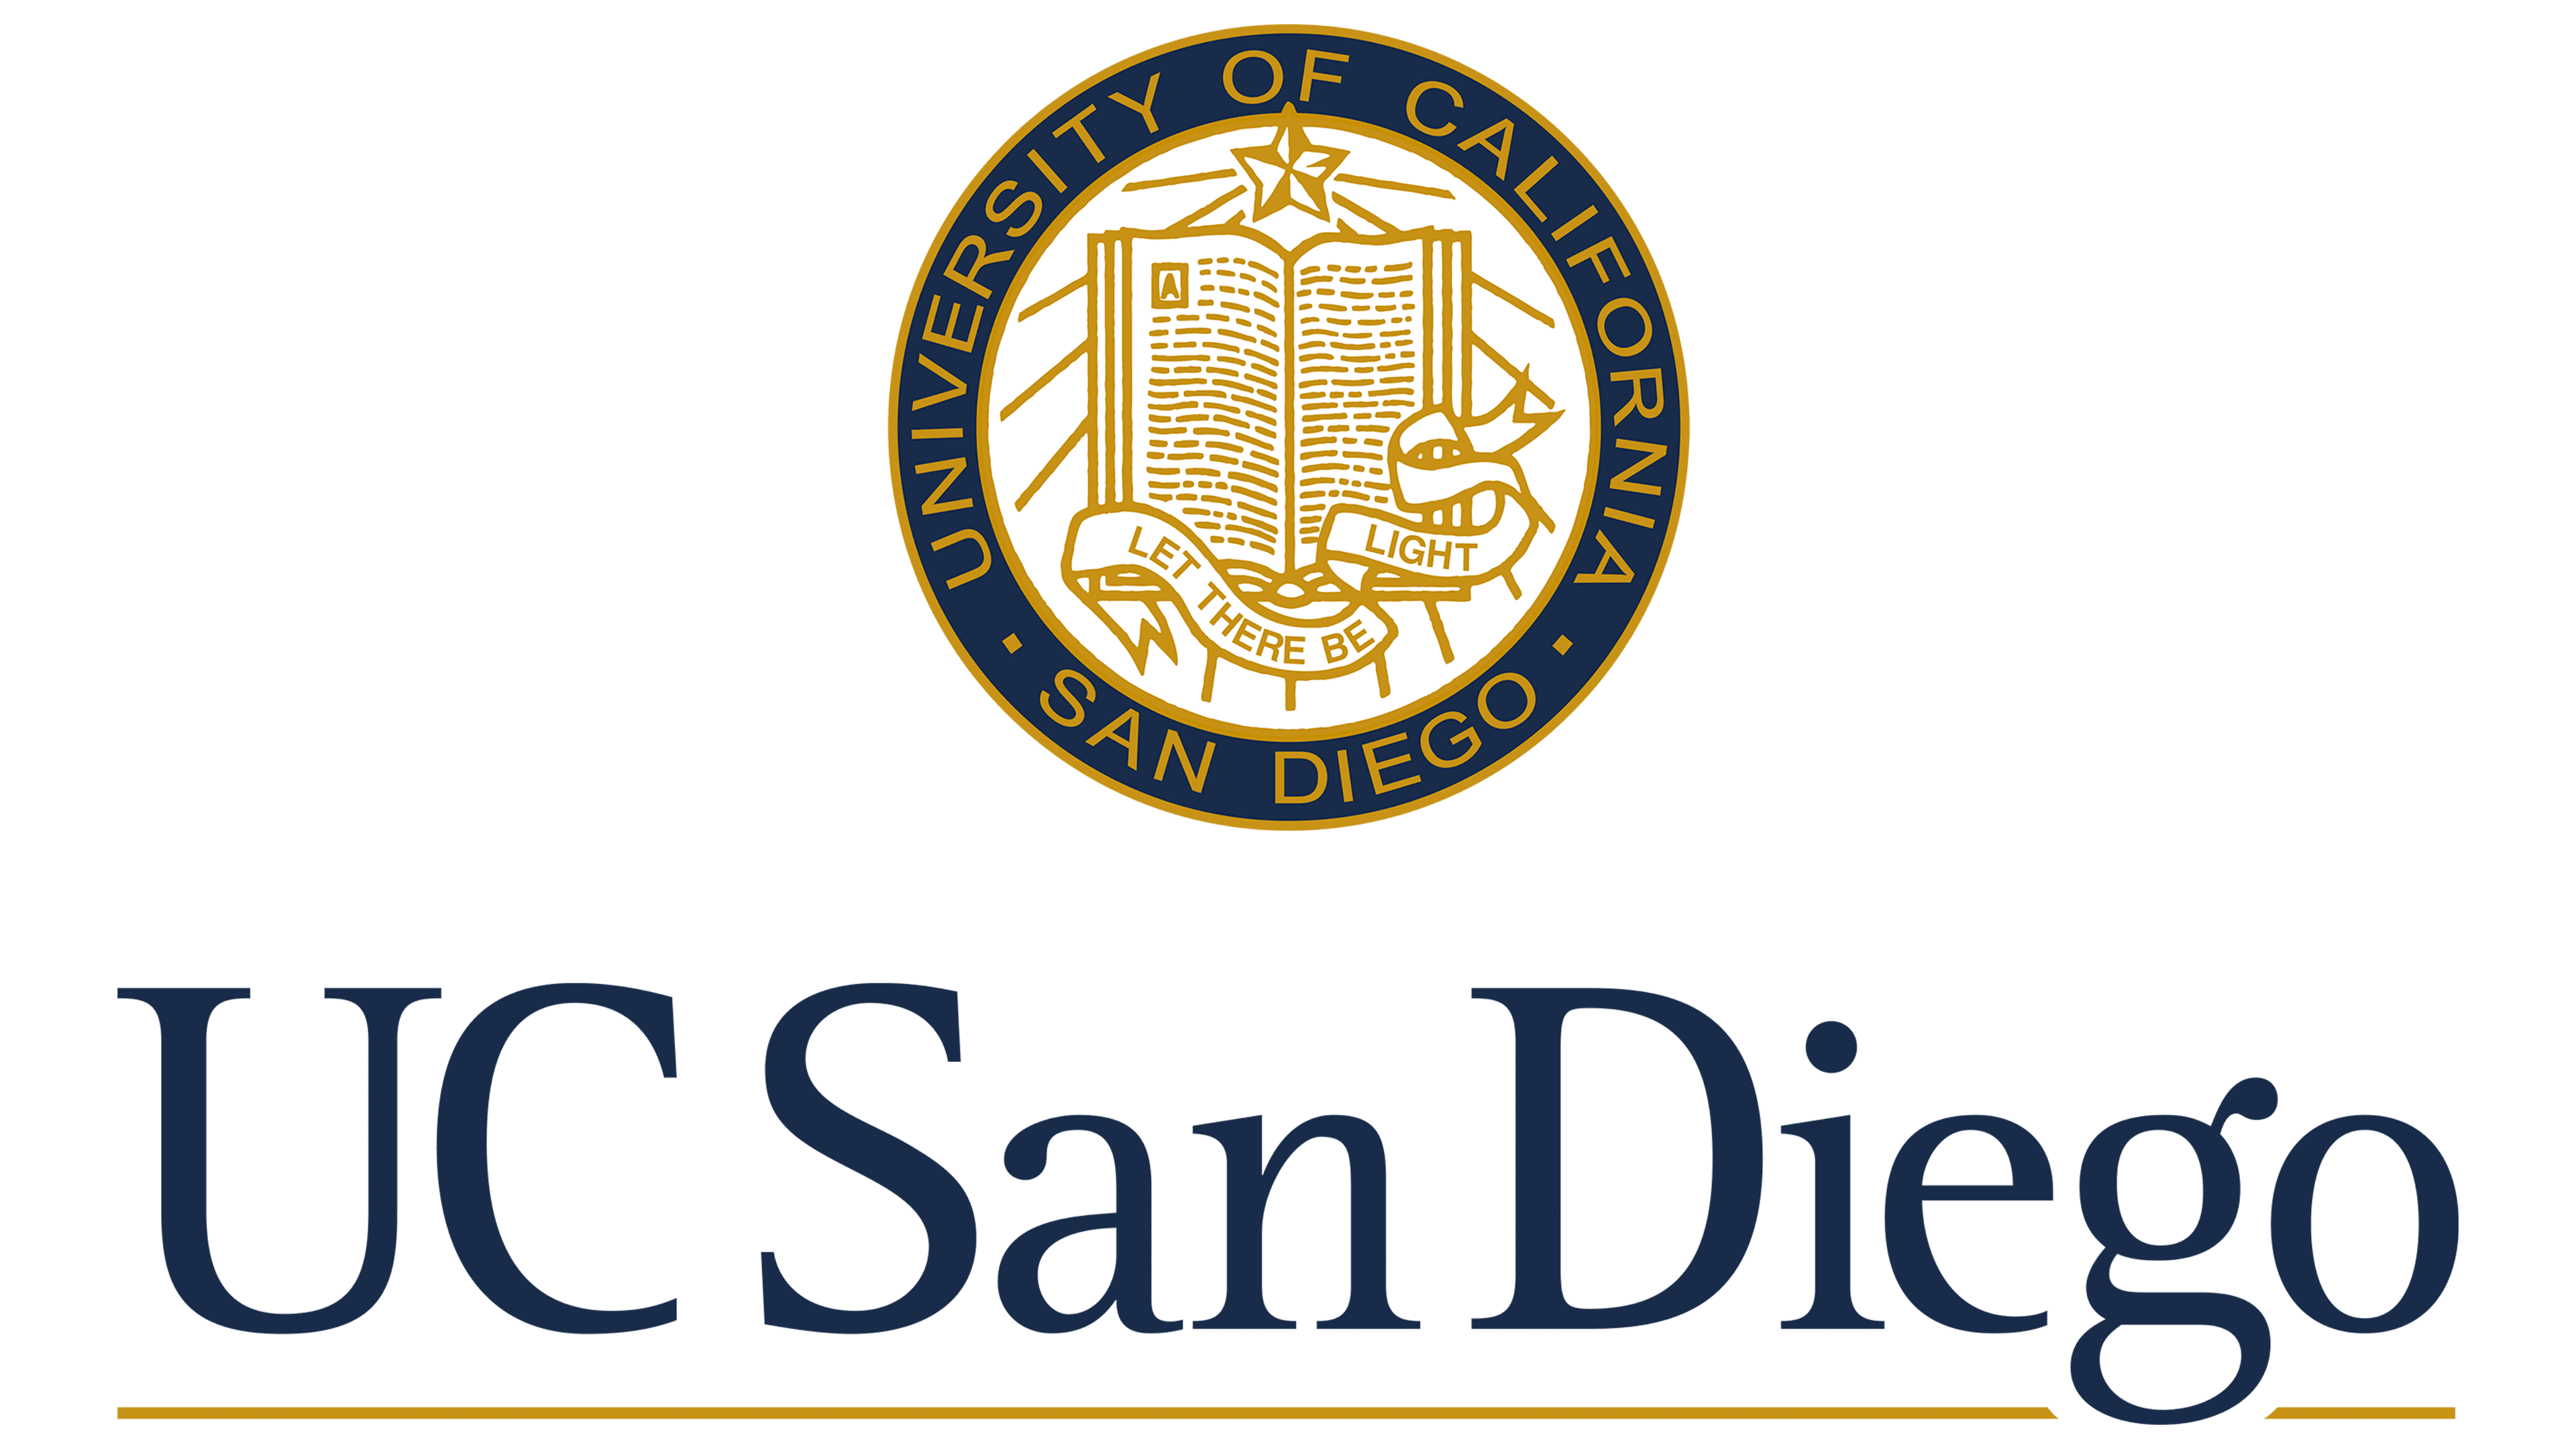 UNIVERSITY OF CALIFORNIA
A
LET THERE BE LIGHT
· SAN DIEGO ·
UC San Diego